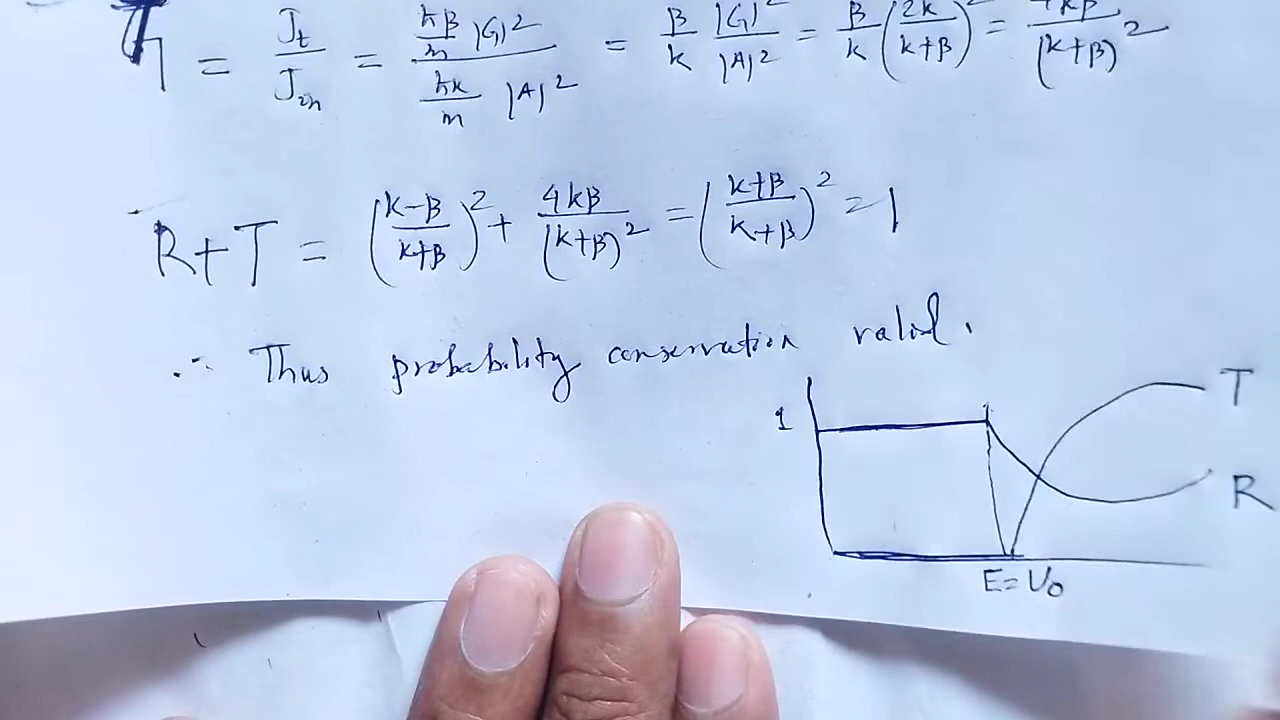 T = J_t / J_in = (ħβ/m |G|²) / (ħk/m |A|²) = β/k |G|²/|A|² = β/k (2k/(k+β))² = 4kβ/(k+β)²
R+T = ((k-β)/(k+β))² + 4kβ/(k+β)² = ((k+β)/(k+β))² = 1
∴ Thus probability conservation valid.
T
1
R
E=U₀